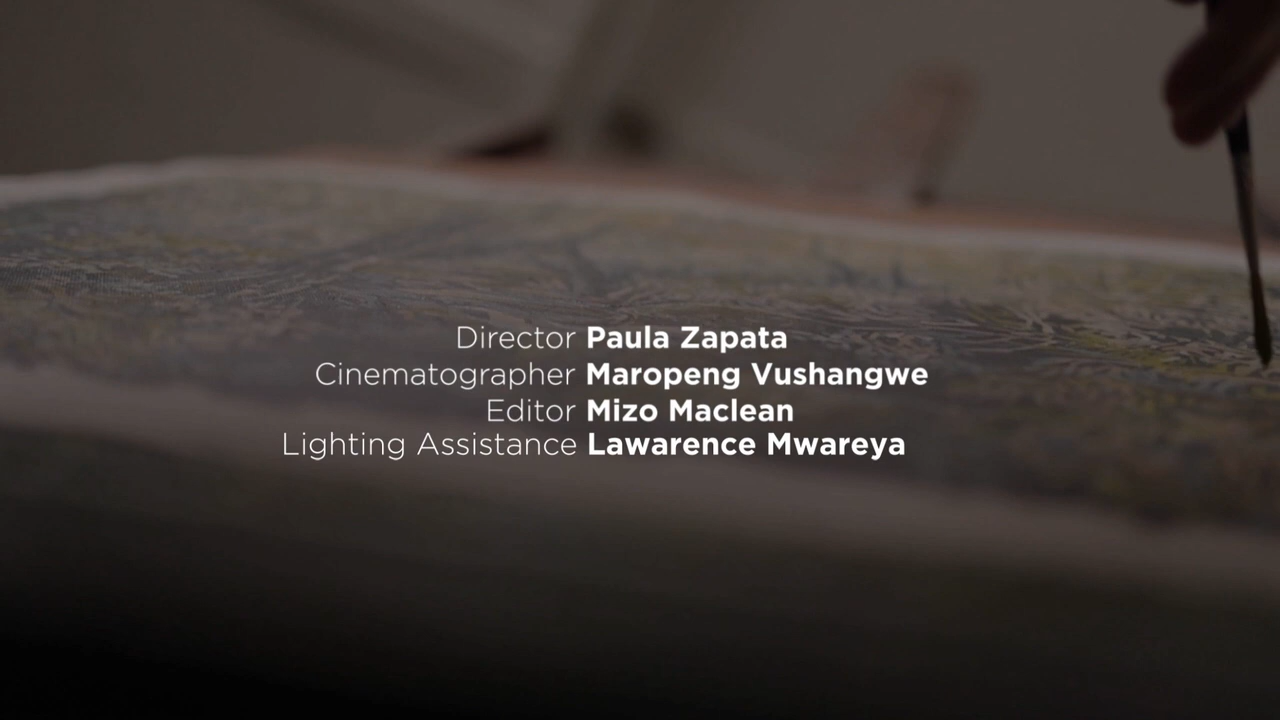 Director Paula Zapata
Cinematographer Maropeng Vushangwe
Editor Mizo Maclean
Lighting Assistance Lawarence Mwareya